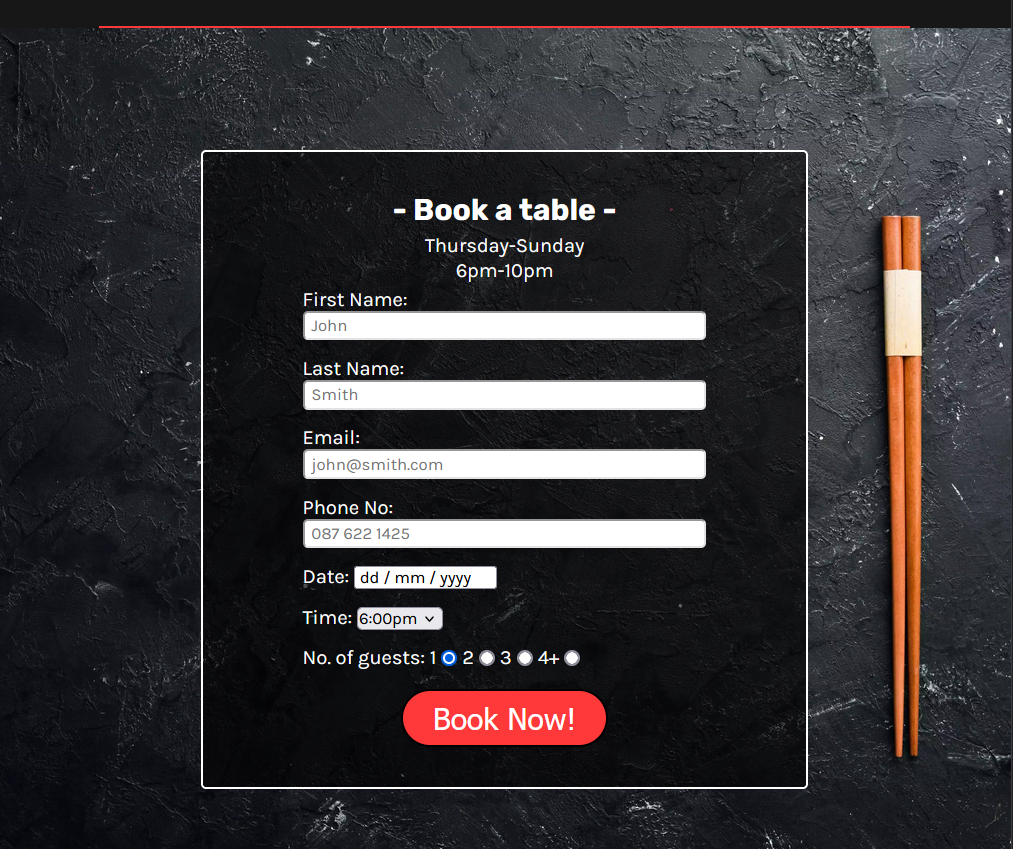 - Book a table -
Thursday-Sunday
6pm-10pm
First Name:
John
Last Name:
Smith
Email:
john@smith.com
Phone No:
087 622 1425
Date: dd / mm / yyyy
Time: 6:00pm
No. of guests: 1 2 3 4+
Book Now!